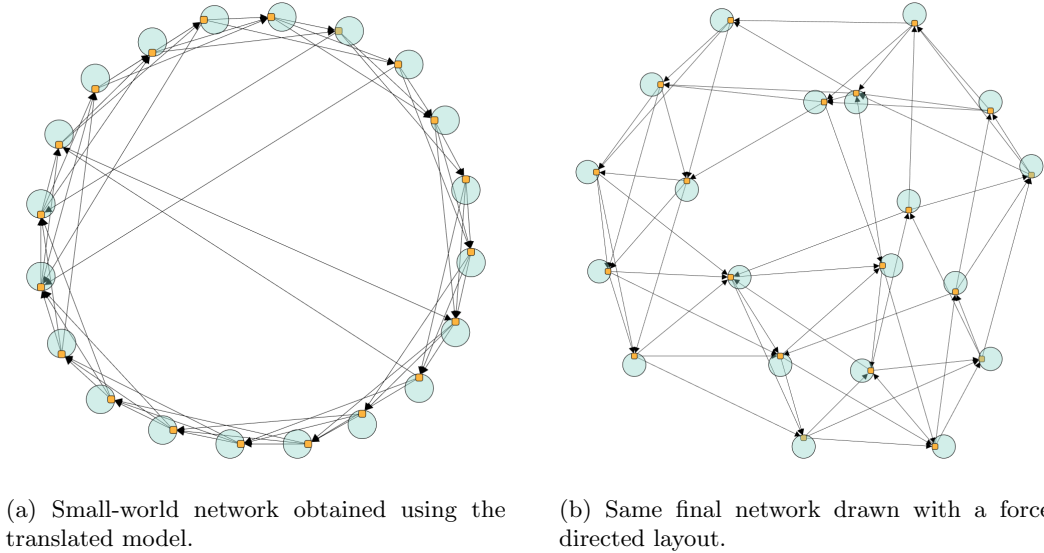 (a) Small-world network obtained using the
translated model.
(b) Same final network drawn with a force
directed layout.